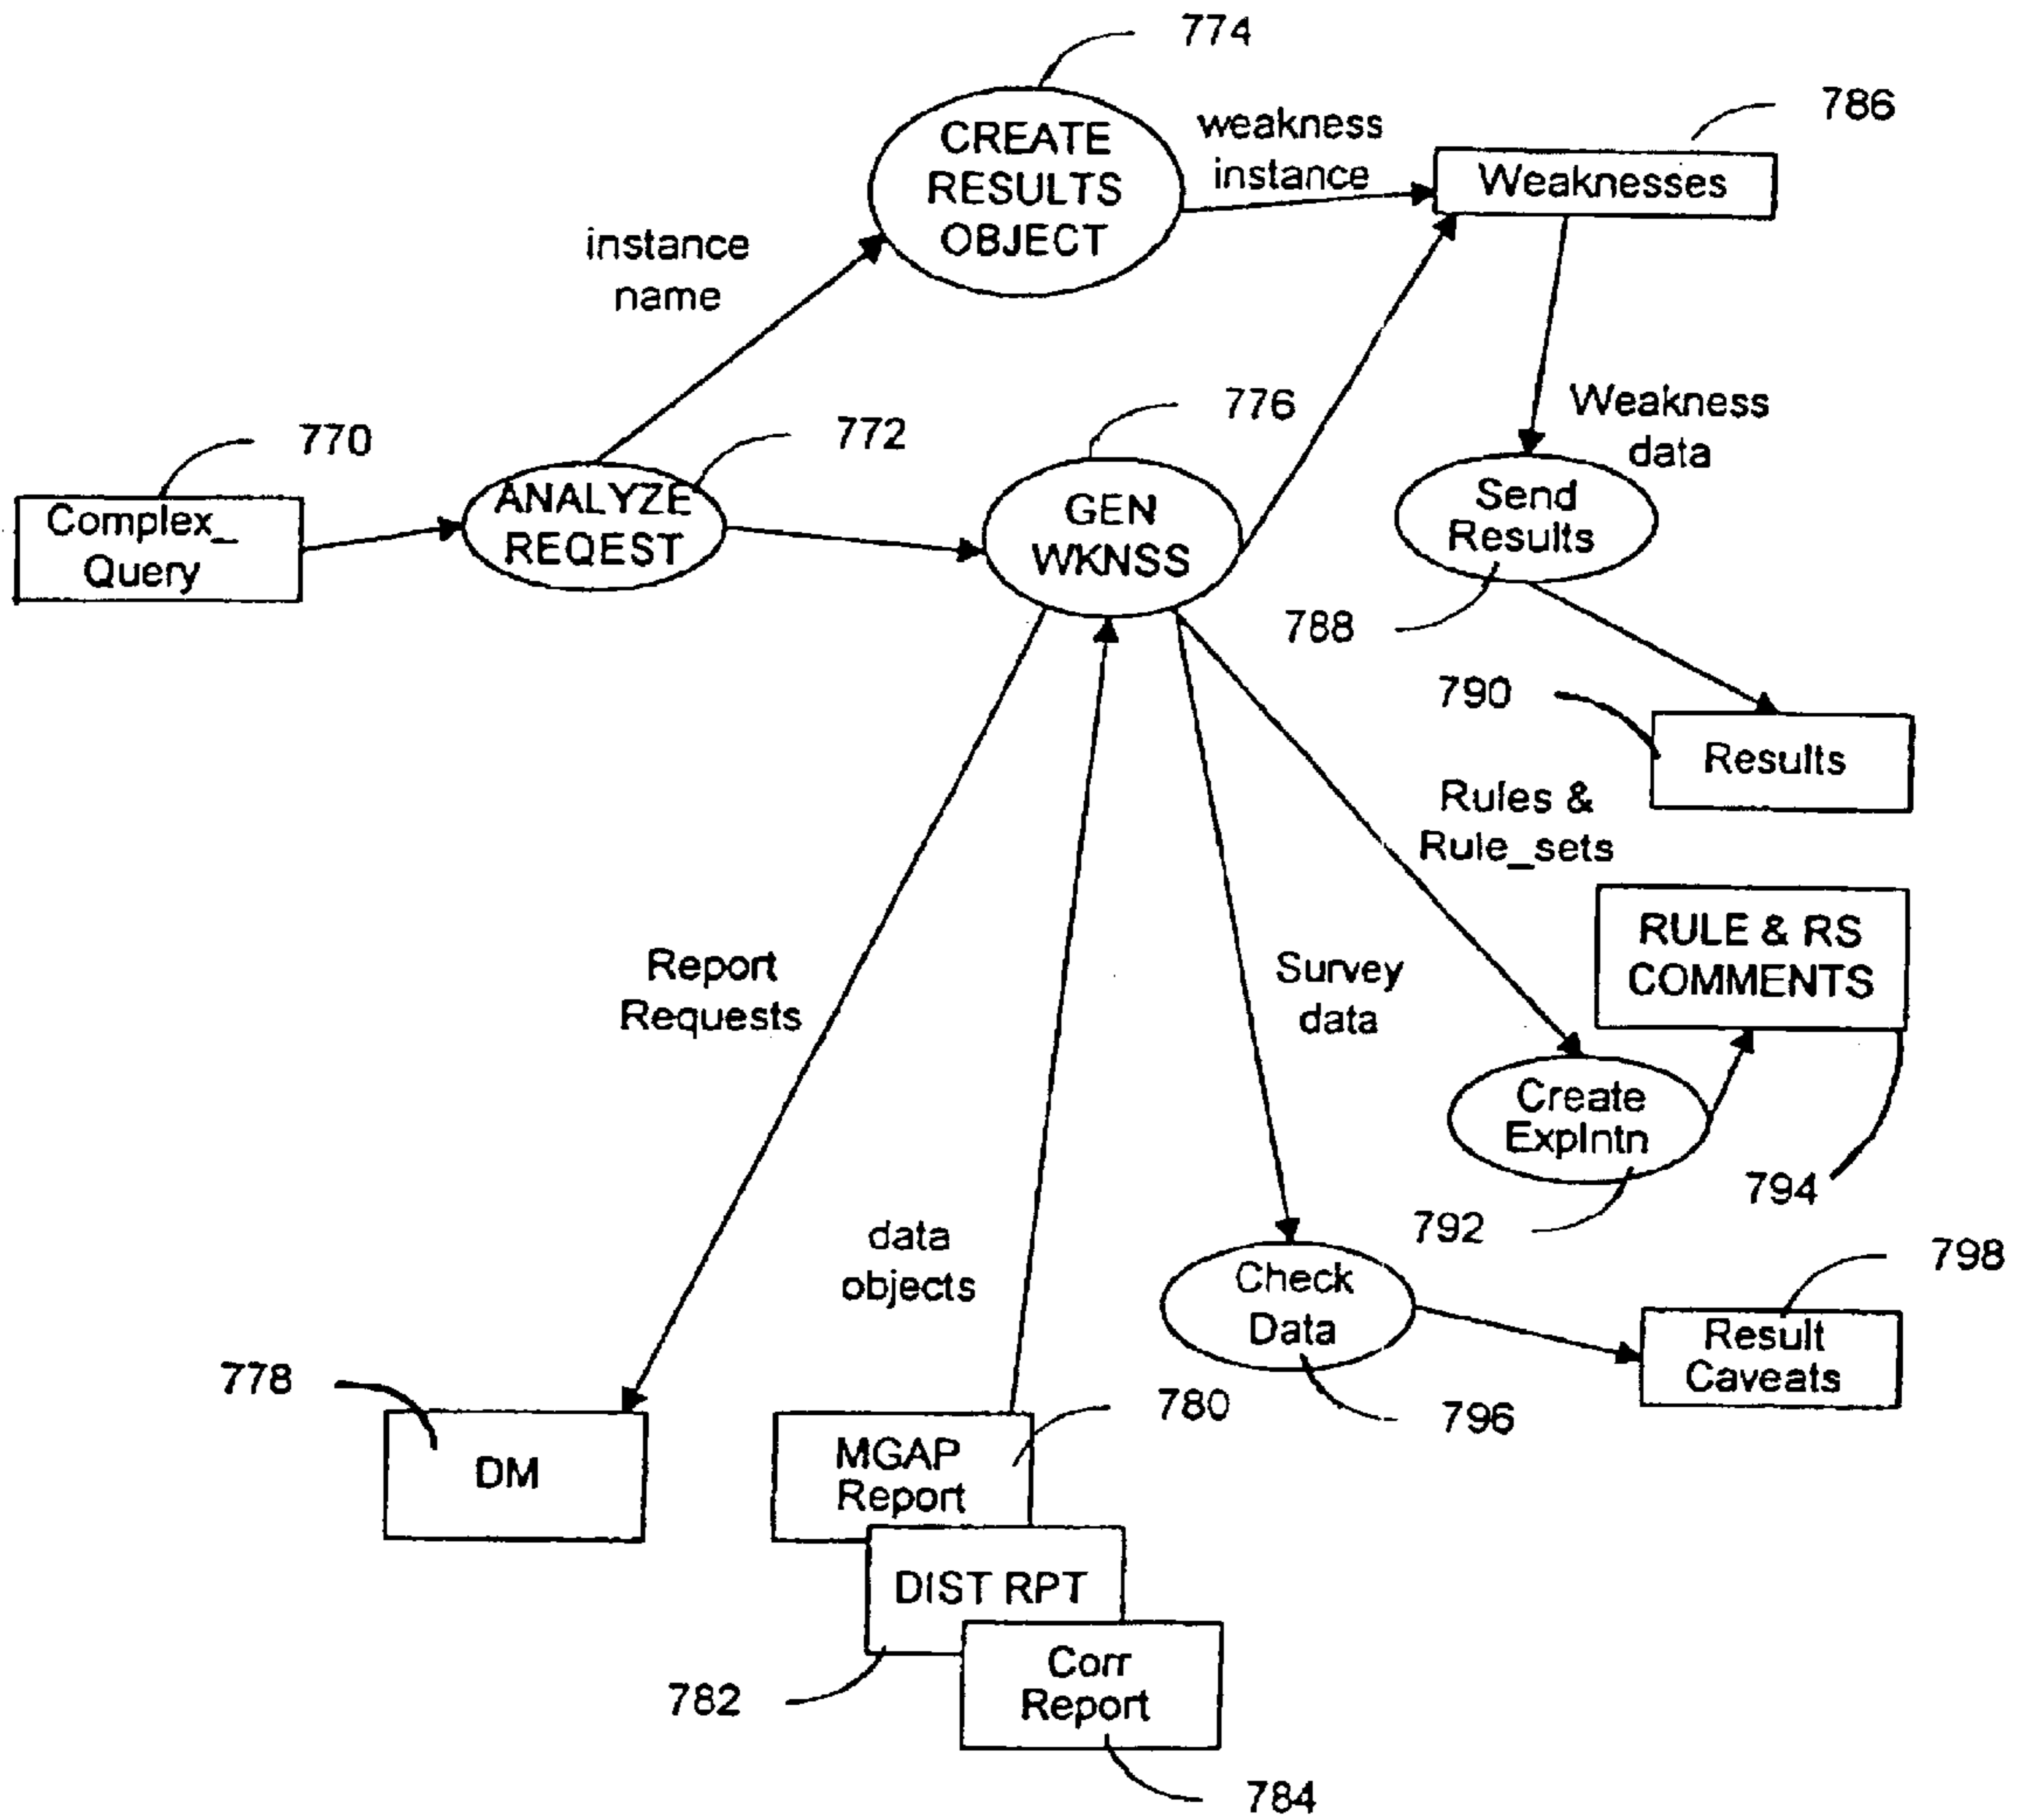 774
CREATE
RESULTS
OBJECT
weakness
instance
786
Weaknesses
instance
name
770
Complex_
Query
772
ANALYZE
REQEST
776
GEN
WKNSS
Weakness
data
Send
Results
788
790
Results
Rules &
Rule_sets
RULE & RS
COMMENTS
794
Create
Explntn
792
Report
Requests
Survey
data
data
objects
Check
Data
796
798
Result
Caveats
778
DM
780
MGAP
Report
DIST RPT
782
Corr
Report
784